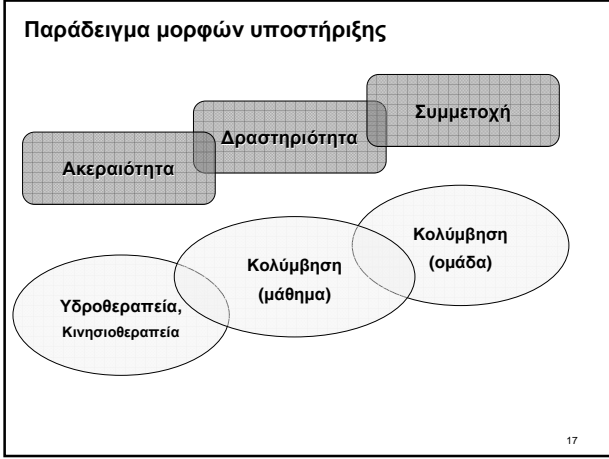 Παράδειγμα μορφών υποστήριξης
Ακεραιότητα
Δραστηριότητα
Συμμετοχή
Υδροθεραπεία,
Κινησιοθεραπεία
Κολύμβηση
(μάθημα)
Κολύμβηση
(ομάδα)
17